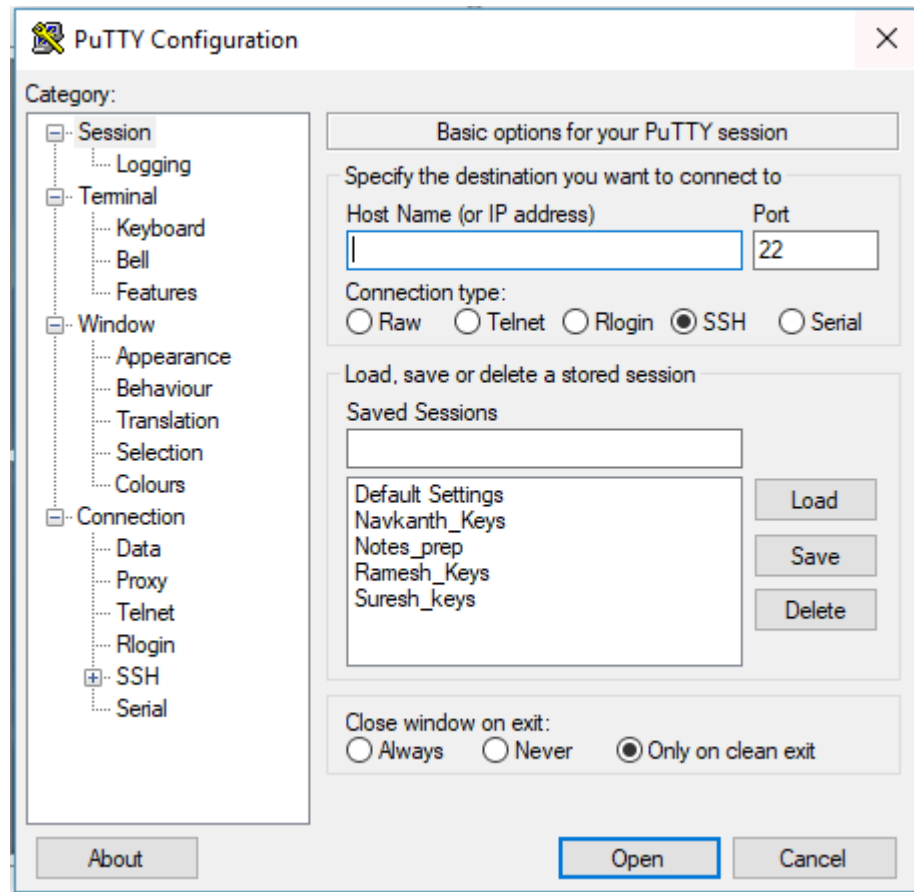 PuTTY Configuration
Category:
Session
Logging
Terminal
Keyboard
Bell
Features
Window
Appearance
Behaviour
Translation
Selection
Colours
Connection
Data
Proxy
Telnet
Rlogin
SSH
Serial
Basic options for your PuTTY session
Specify the destination you want to connect to
Host Name (or IP address) Port
22
Connection type:
Raw Telnet Rlogin SSH Serial
Load, save or delete a stored session
Saved Sessions
Default Settings
Navkanth_Keys
Notes_prep
Ramesh_Keys
Suresh_keys
Load
Save
Delete
Close window on exit:
Always Never Only on clean exit
About Open Cancel